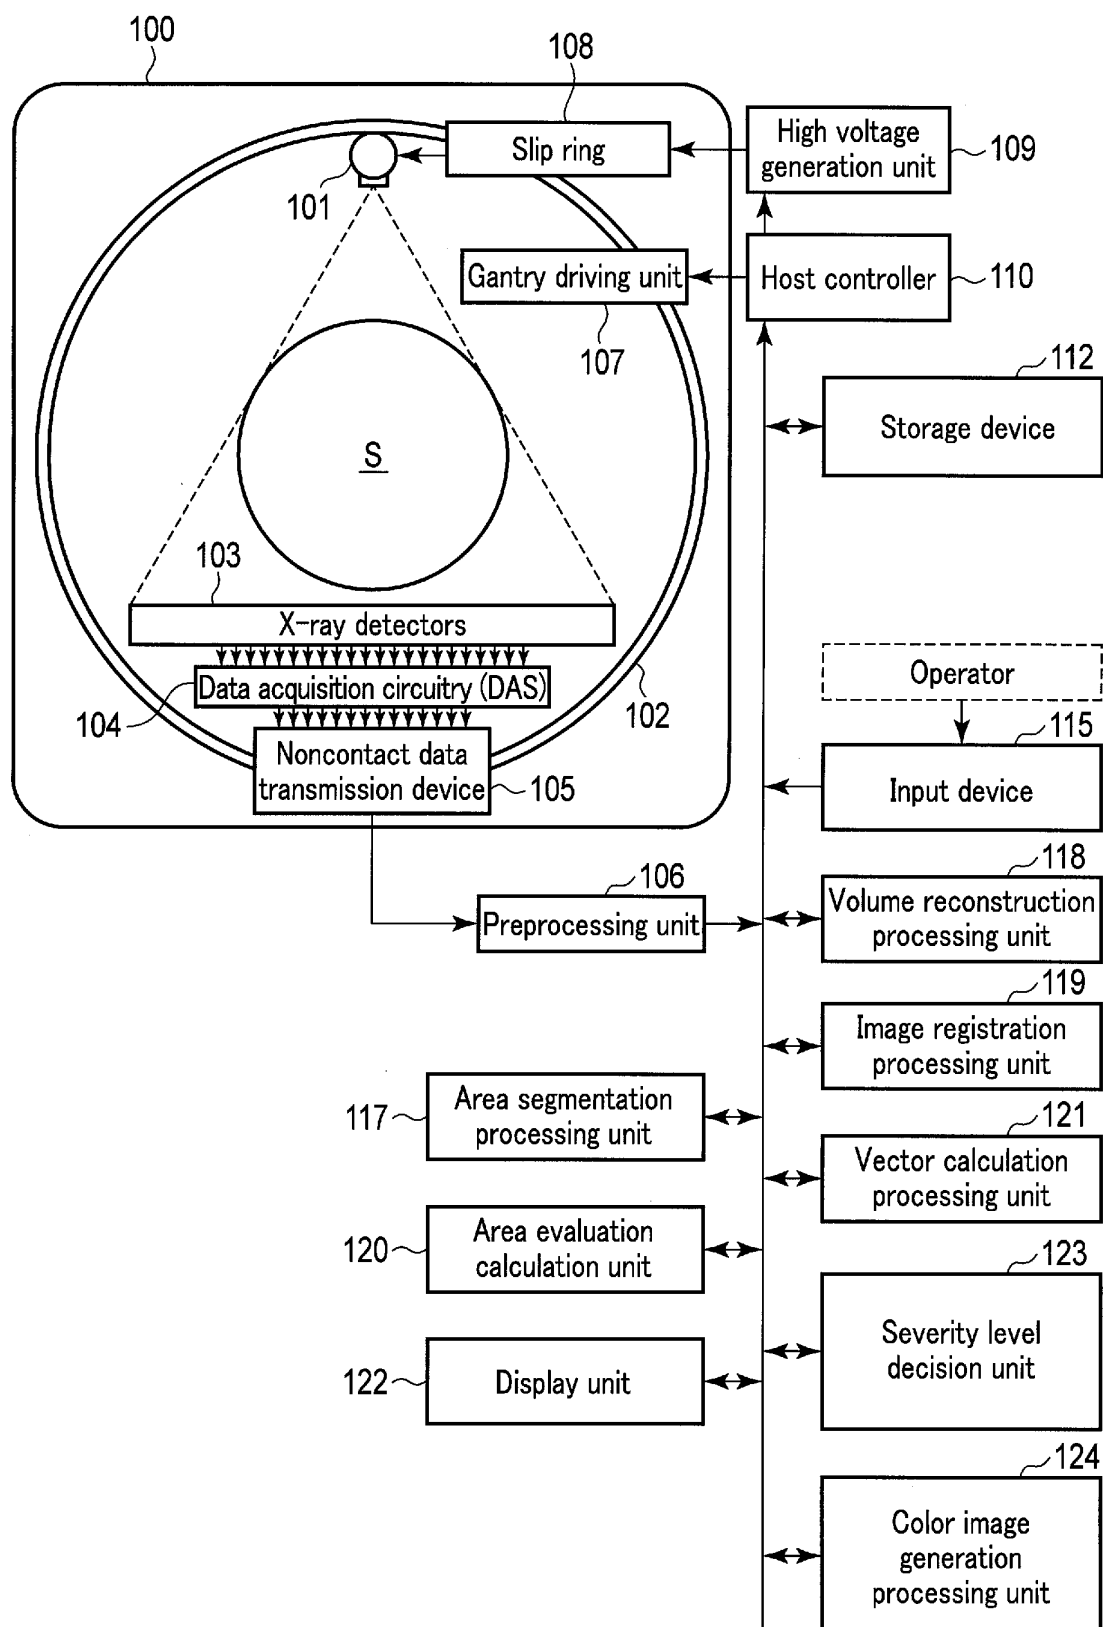 100
108
Slip ring
High voltage
generation unit
109
101
Gantry driving unit
107
Host controller
110
112
Storage device
S
103
X-ray detectors
Data acquisition circuitry (DAS)
104
102
Noncontact data
transmission device
105
Operator
115
Input device
106
Preprocessing unit
118
Volume reconstruction
processing unit
119
Image registration
processing unit
117
Area segmentation
processing unit
121
Vector calculation
processing unit
120
Area evaluation
calculation unit
123
Severity level
decision unit
122
Display unit
124
Color image
generation
processing unit